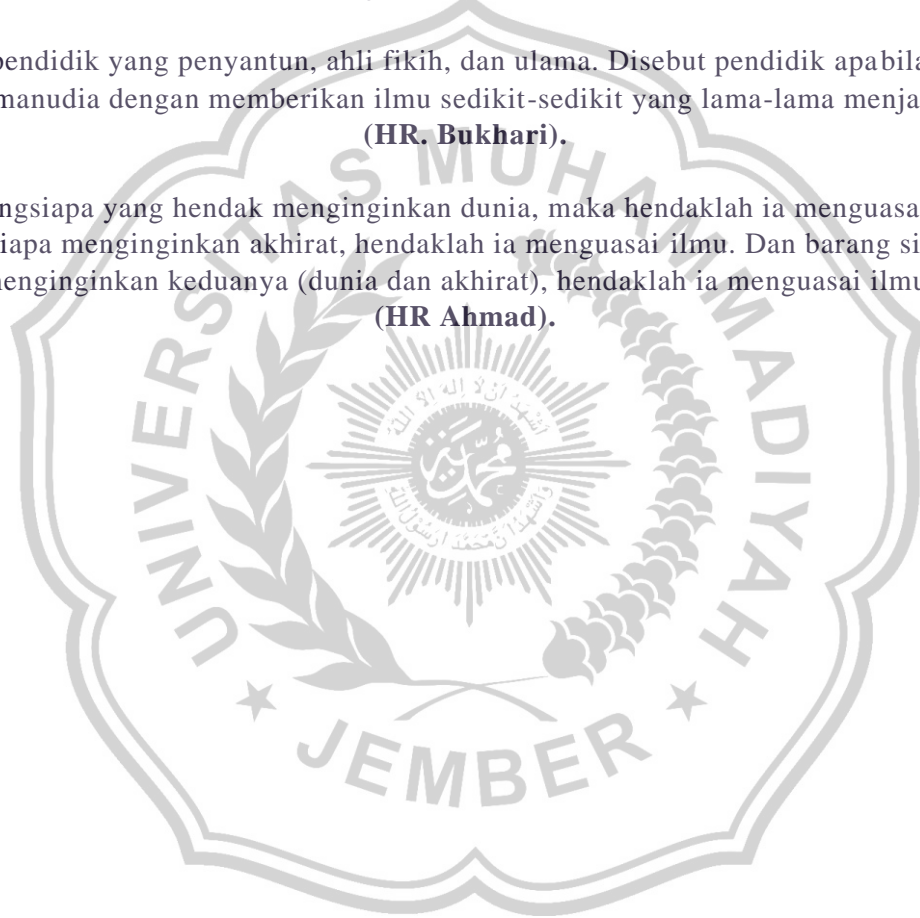 pendidik yang penyantun, ahli fikih, dan ulama. Disebut pendidik apabila
manudia dengan memberikan ilmu sedikit-sedikit yang lama-lama menja
(HR. Bukhari).
ngsiapa yang hendak menginginkan dunia, maka hendaklah ia menguasa
siapa menginginkan akhirat, hendaklah ia menguasai ilmu. Dan barang si
menginginkan keduanya (dunia dan akhirat), hendaklah ia menguasai ilmu
(HR Ahmad).
UNIVERSITAS MUHAMMADIYAH
JEMBER